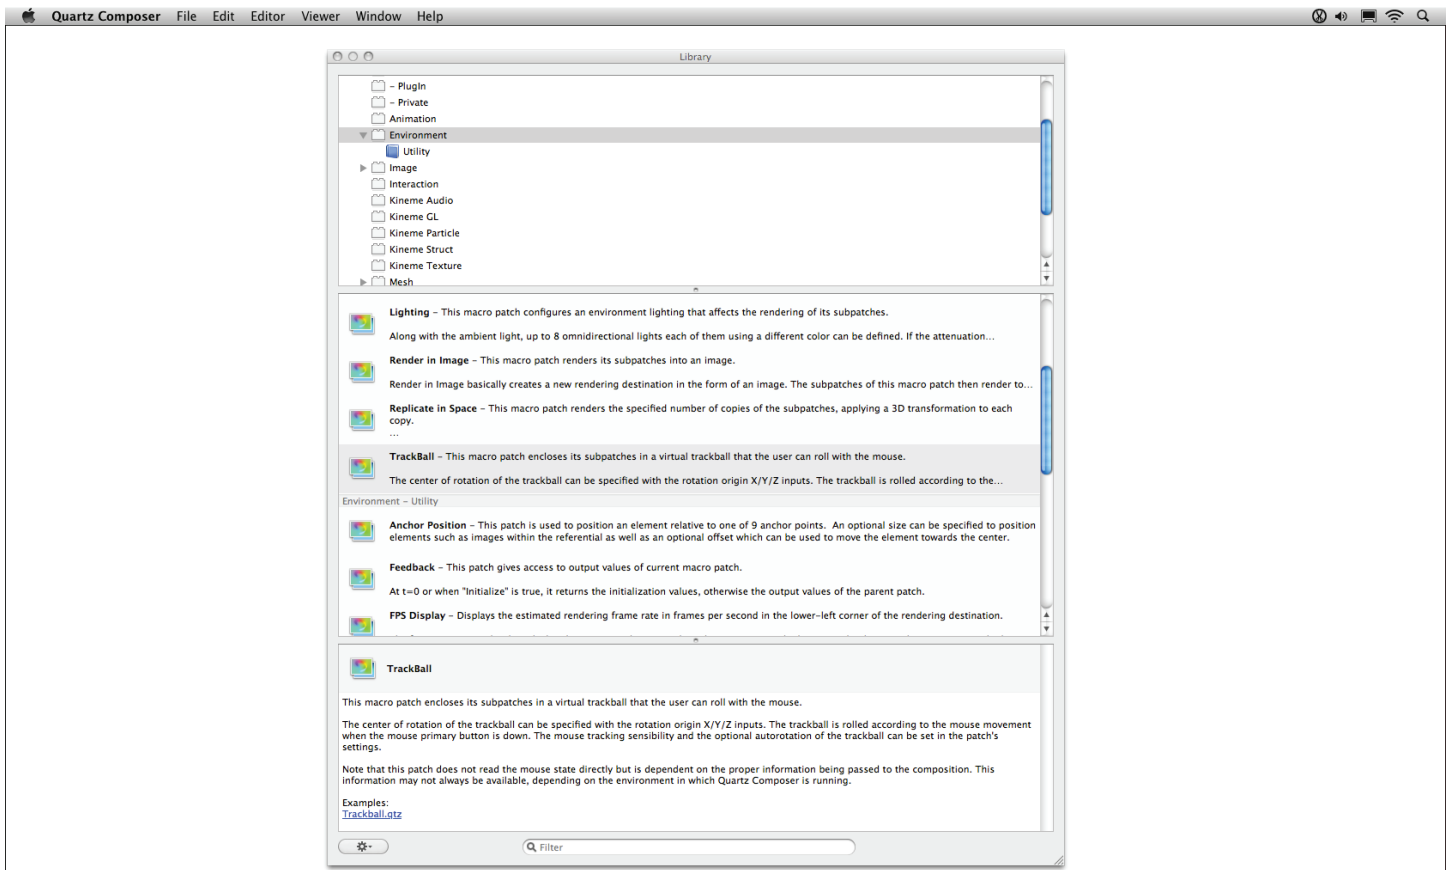 Quartz Composer File Edit Editor Viewer Window Help
Library
– PlugIn
– Private
Animation
Environment
Utility
Image
Interaction
Kineme Audio
Kineme GL
Kineme Particle
Kineme Struct
Kineme Texture
Mesh
Lighting – This macro patch configures an environment lighting that affects the rendering of its subpatches.
Along with the ambient light, up to 8 omnidirectional lights each of them using a different color can be defined. If the attenuation...
Render in Image – This macro patch renders its subpatches into an image.
Render in Image basically creates a new rendering destination in the form of an image. The subpatches of this macro patch then render to...
Replicate in Space – This macro patch renders the specified number of copies of the subpatches, applying a 3D transformation to each
copy.
...
TrackBall – This macro patch encloses its subpatches in a virtual trackball that the user can roll with the mouse.
The center of rotation of the trackball can be specified with the rotation origin X/Y/Z inputs. The trackball is rolled according to the...
Environment – Utility
Anchor Position – This patch is used to position an element relative to one of 9 anchor points. An optional size can be specified to position
elements such as images within the referential as well as an optional offset which can be used to move the element towards the center.
Feedback – This patch gives access to output values of current macro patch.
At t=0 or when "Initialize" is true, it returns the initialization values, otherwise the output values of the parent patch.
FPS Display – Displays the estimated rendering frame rate in frames per second in the lower-left corner of the rendering destination.
TrackBall
This macro patch encloses its subpatches in a virtual trackball that the user can roll with the mouse.
The center of rotation of the trackball can be specified with the rotation origin X/Y/Z inputs. The trackball is rolled according to the mouse movement
when the mouse primary button is down. The mouse tracking sensibility and the optional autorotation of the trackball can be set in the patch's
settings.
Note that this patch does not read the mouse state directly but is dependent on the proper information being passed to the composition. This
information may not always be available, depending on the environment in which Quartz Composer is running.
Examples:
Trackball.qtz
Filter